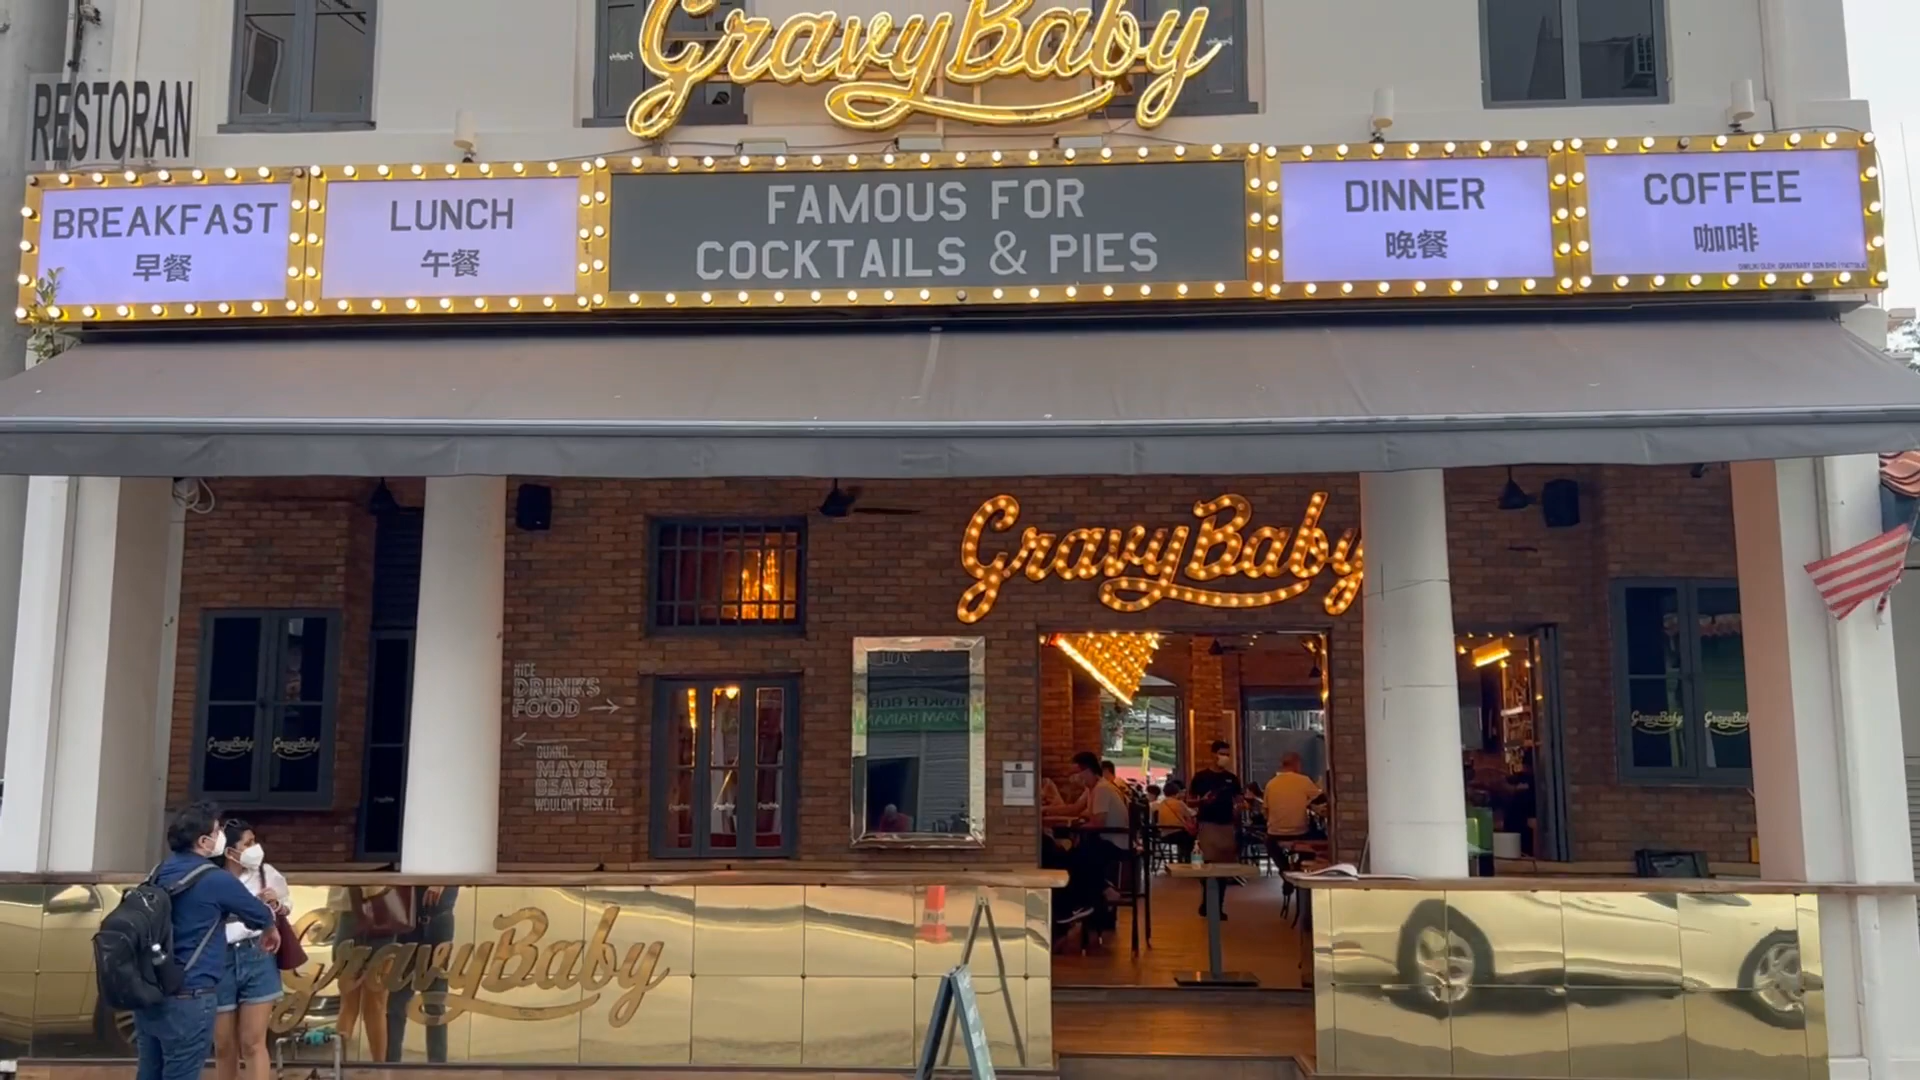 GravyBaby
RESTORAN
BREAKFAST
早餐
LUNCH
午餐
FAMOUS FOR
COCKTAILS & PIES
DINNER
晚餐
COFFEE
咖啡
GravyBaby
NICE
DRINKS
FOOD
MAYBE
BEARS?
WOULDN'T RISK IT.
GravyBaby
GravyBaby
GravyBaby
GravyBaby
GravyBaby